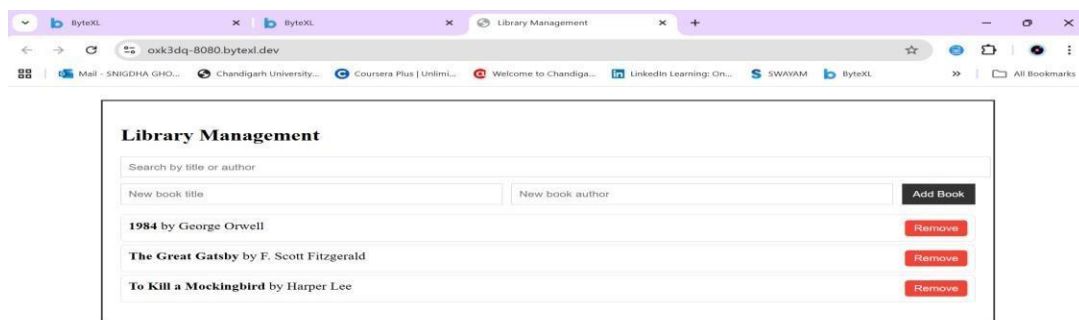 ByteXL ByteXL Library Management
oxk3dq-8080.bytexl.dev
Mail - SNIGDHA GHO... Chandigarh University... Coursera Plus | Unlimi... Welcome to Chandiga... LinkedIn Learning: On... SWAYAM ByteXL All Bookmarks
Library Management
Search by title or author
New book title New book author Add Book
1984 by George Orwell Remove
The Great Gatsby by F. Scott Fitzgerald Remove
To Kill a Mockingbird by Harper Lee Remove